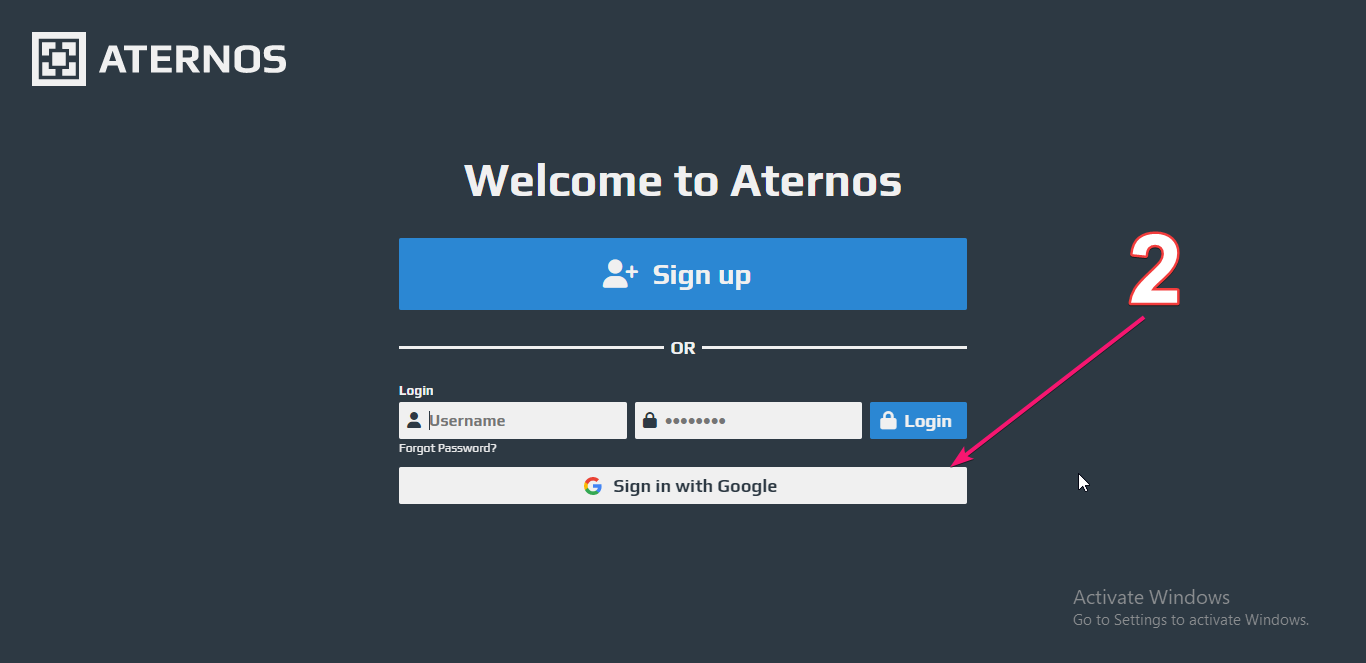 ATERNOS
Welcome to Aternos
Sign up
2
OR
Login
Username
•••••••• 
Login
Forgot Password?
Sign in with Google
Activate Windows
Go to Settings to activate Windows.